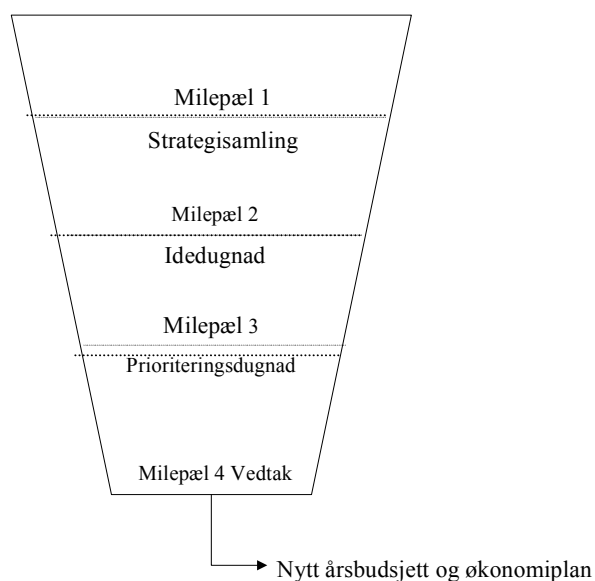 Milepæl 1
Strategisamling
Milepæl 2
Idedugnad
Milepæl 3
Prioriteringsdugnad
Milepæl 4 Vedtak
Nytt årsbudsjett og økonomiplan